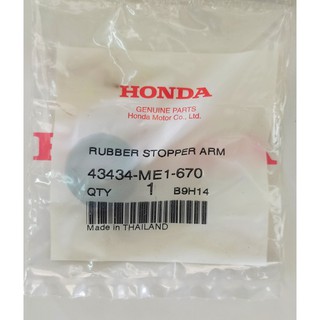 HONDA
GENUINE PARTS
Honda Motor Co., Ltd.
RUBBER STOPPER ARM
43434-ME1-670
QTY 1 B9H14
Made in THAILAND